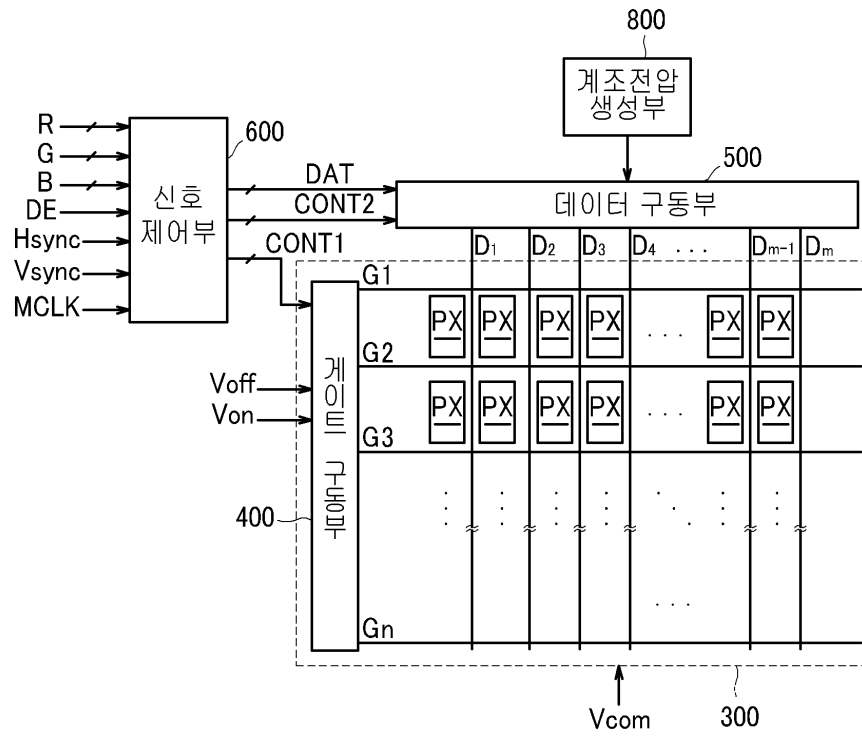 800
계조전압
생성부
R
G
B
DE
Hsync
Vsync
MCLK
600
신호
제어부
DAT
CONT2
CONT1
500
데이터 구동부
D1 D2 D3 D4 . . . Dm-1 Dm
G1
PX PX PX PX . . . PX PX
G2
Voff
Von
게이트 구동부
PX PX PX PX . . . PX PX
G3
400
. . .
Gn
Vcom
300